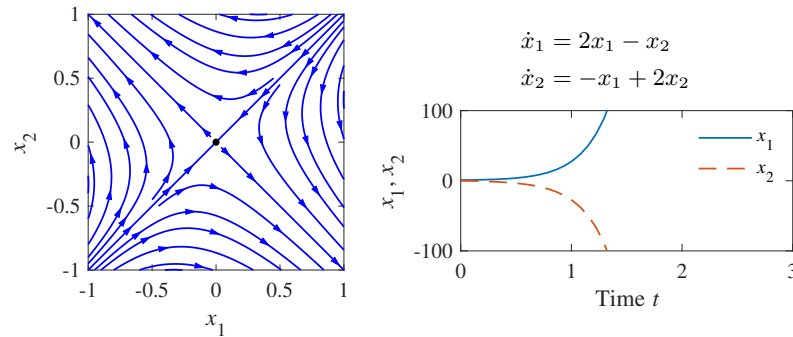 1
0.5
0
-0.5
-1
-1
-0.5
0
0.5
1
x₂
x₁
ẋ₁ = 2x₁ − x₂
ẋ₂ = −x₁ + 2x₂
100
0
-100
x₁, x₂
x₁
x₂
0
1
2
3
Time t